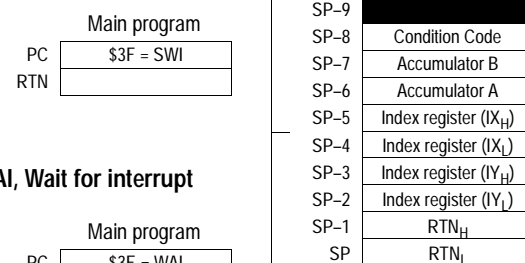 Main program
PC $3F = SWI
RTN
AI, Wait for interrupt
Main program
PC $3E = WAI
SP–9
SP–8 Condition Code
SP–7 Accumulator B
SP–6 Accumulator A
SP–5 Index register (IXH)
SP–4 Index register (IXL)
SP–3 Index register (IYH)
SP–2 Index register (IYL)
SP–1 RTNH
SP RTNL